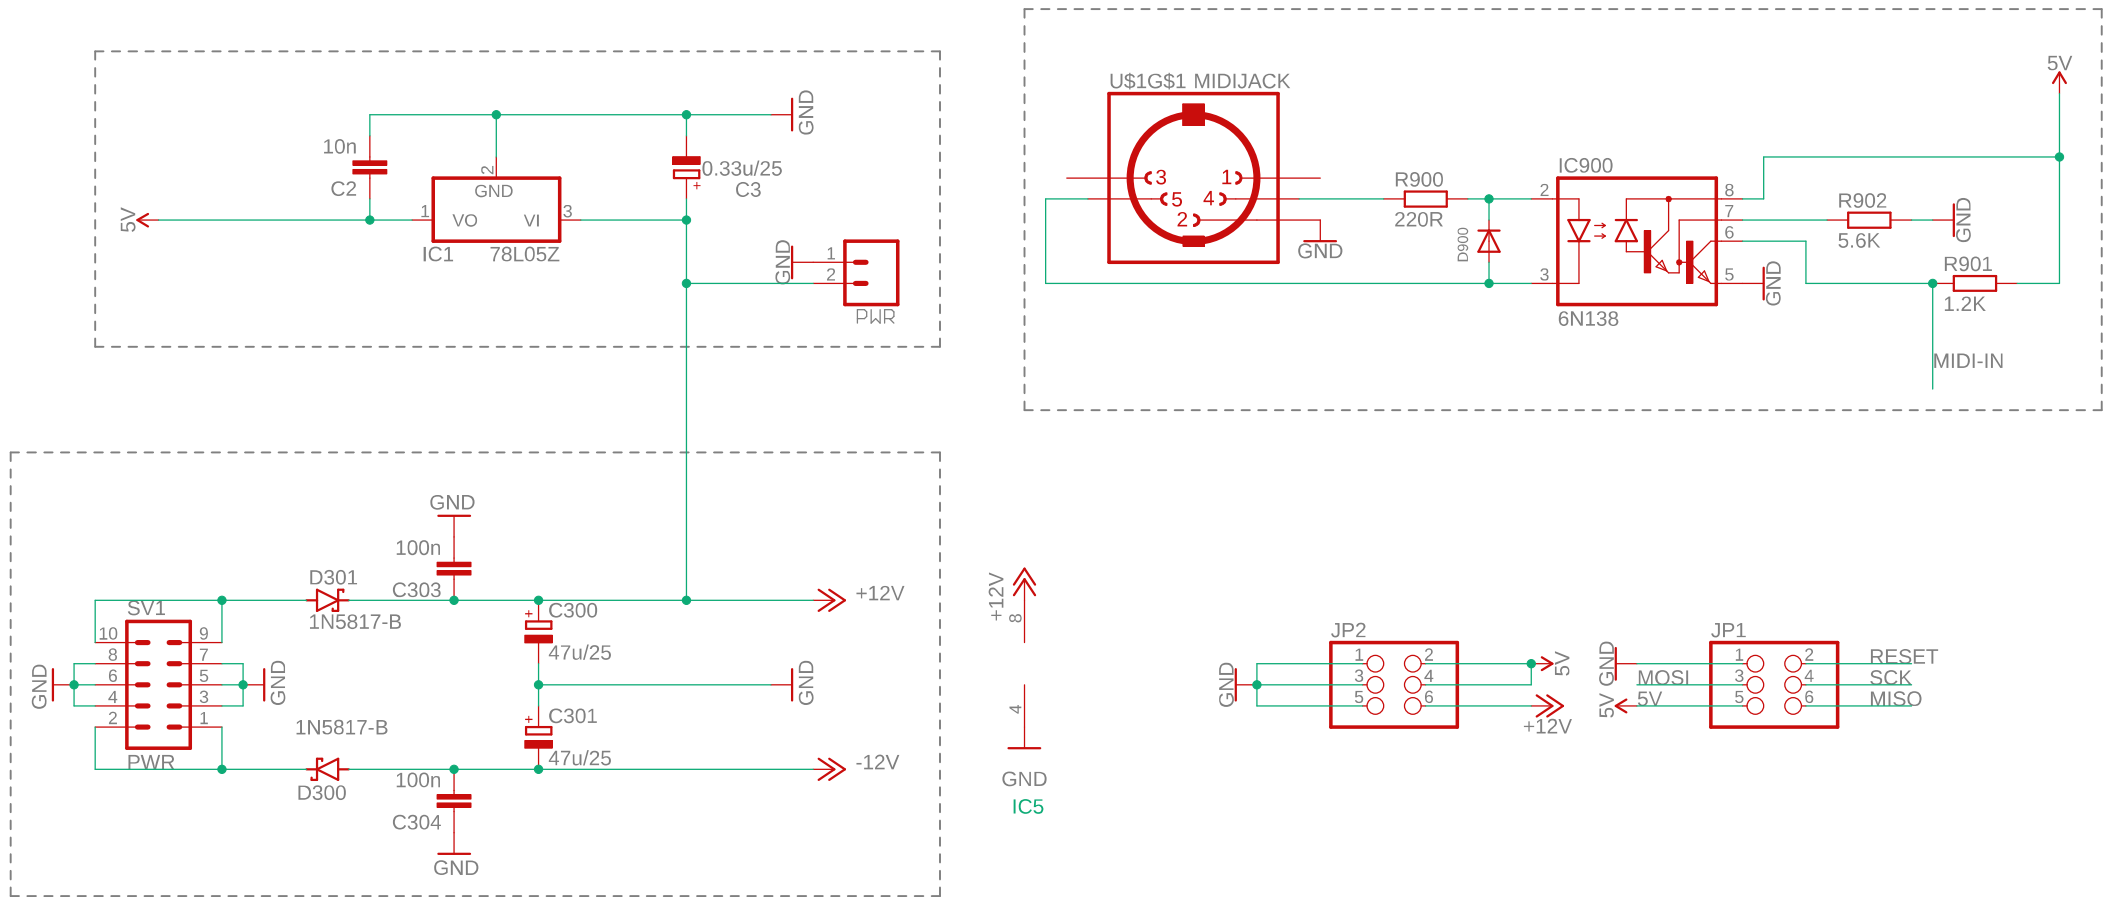 GND
10n
C2
2
GND
0.33u/25
+
C3
5V
1
VO
VI
3
IC1
78L05Z
GND
1
2
PWR
U$1G$1 MIDIJACK
3
1
5
4
2
GND
R900
220R
D900
IC900
2
3
8
7
6
5
6N138
R902
5.6K
GND
GND
R901
1.2K
5V
MIDI-IN
GND
100n
C303
D301
1N5817-B
SV1
10
9
8
7
6
5
4
3
2
1
GND
GND
PWR
1N5817-B
D300
+
C300
47u/25
+
C301
47u/25
100n
C304
GND
+12V
GND
-12V
+12V
8
4
GND
IC5
JP2
1
2
3
4
5
6
GND
5V
+12V
JP1
1
2
3
4
5
6
GND
MOSI
5V
5V
RESET
SCK
MISO